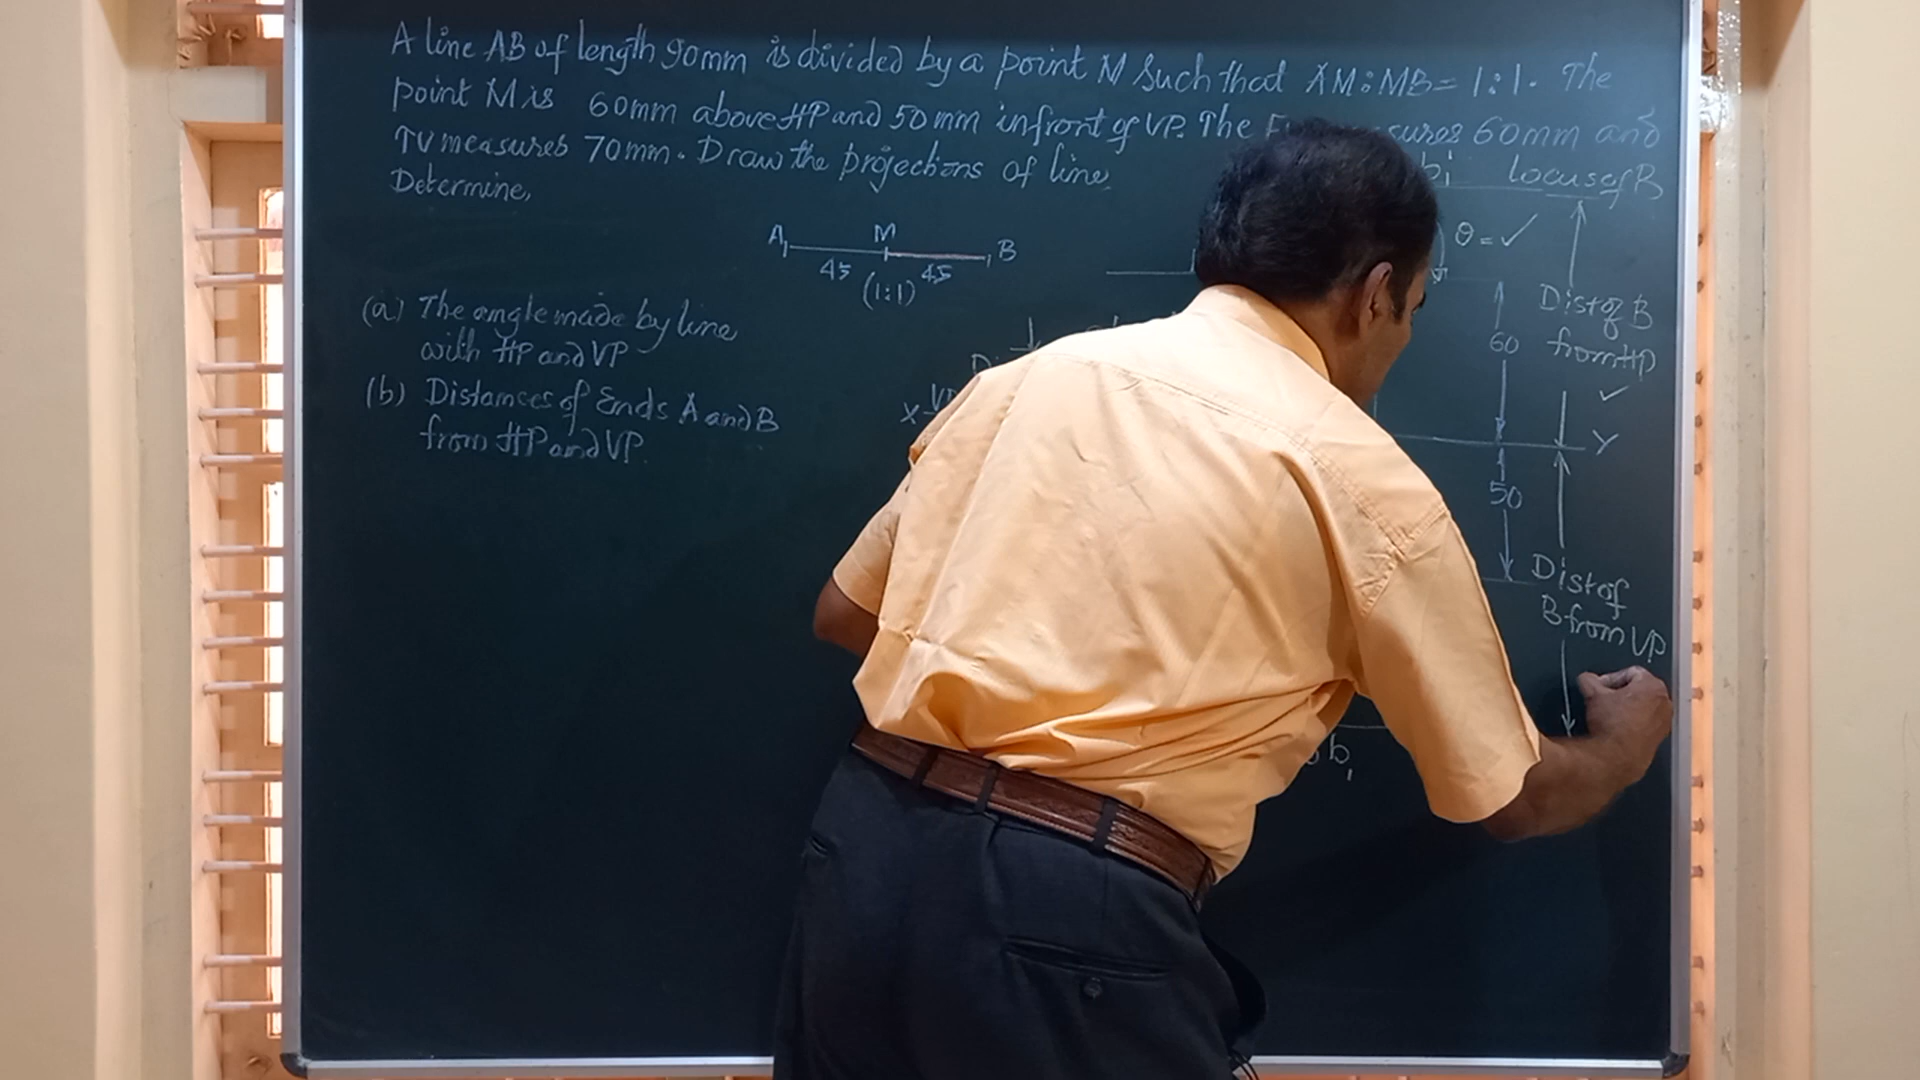 A line AB of length 90mm is divided by a point M such that AM:MB = 1:1. The
point M is 60mm above HP and 50mm infront of VP. The 60mm and
TV measures 70mm. Draw the projections of line
Determine,
locus of B
A M B
45 45
(1:1)
θ = ✓
(a) The angle made by line
with HP and VP
(b) Distances of Ends A and B
from HP and VP.
60
Dist of B
from HP
✓
X VP
Y
50
Dist of
B from VP
b1